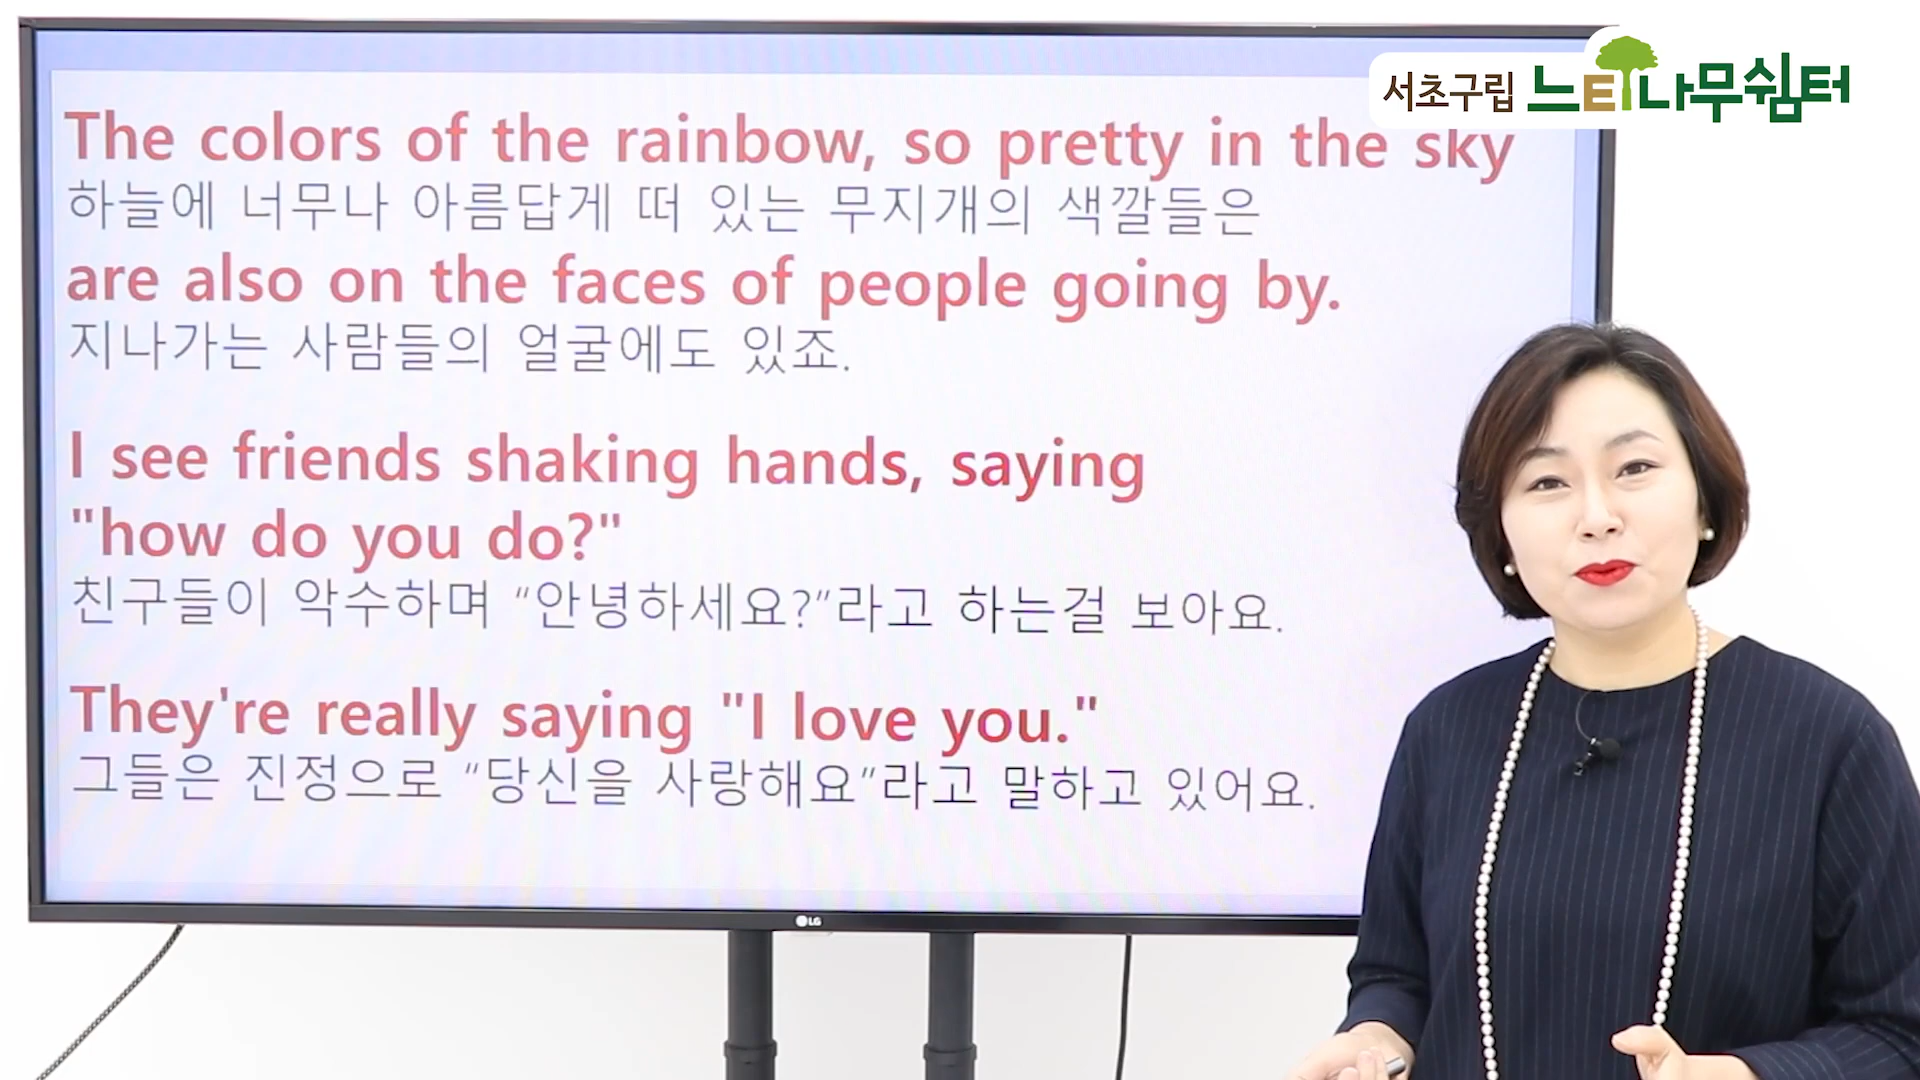 서초구립 느티나무쉼터
The colors of the rainbow, so pretty in the sky
하늘에 너무나 아름답게 떠 있는 무지개의 색깔들은
are also on the faces of people going by.
지나가는 사람들의 얼굴에도 있죠.
I see friends shaking hands, saying
"how do you do?"
친구들이 악수하며 “안녕하세요?”라고 하는걸 보아요.
They're really saying "I love you."
그들은 진정으로 “당신을 사랑해요”라고 말하고 있어요.
LG